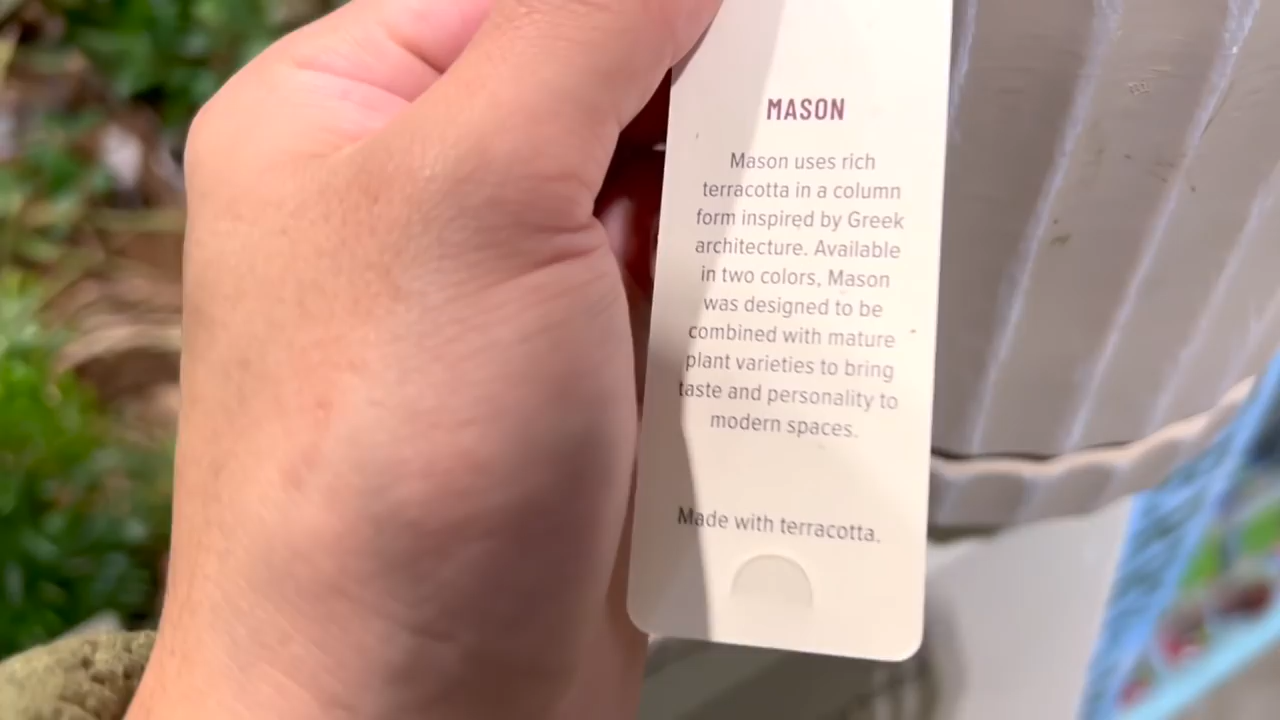 MASON
Mason uses rich
terracotta in a column
form inspired by Greek
architecture. Available
in two colors, Mason
was designed to be
combined with mature
plant varieties to bring
taste and personality to
modern spaces.
Made with terracotta.